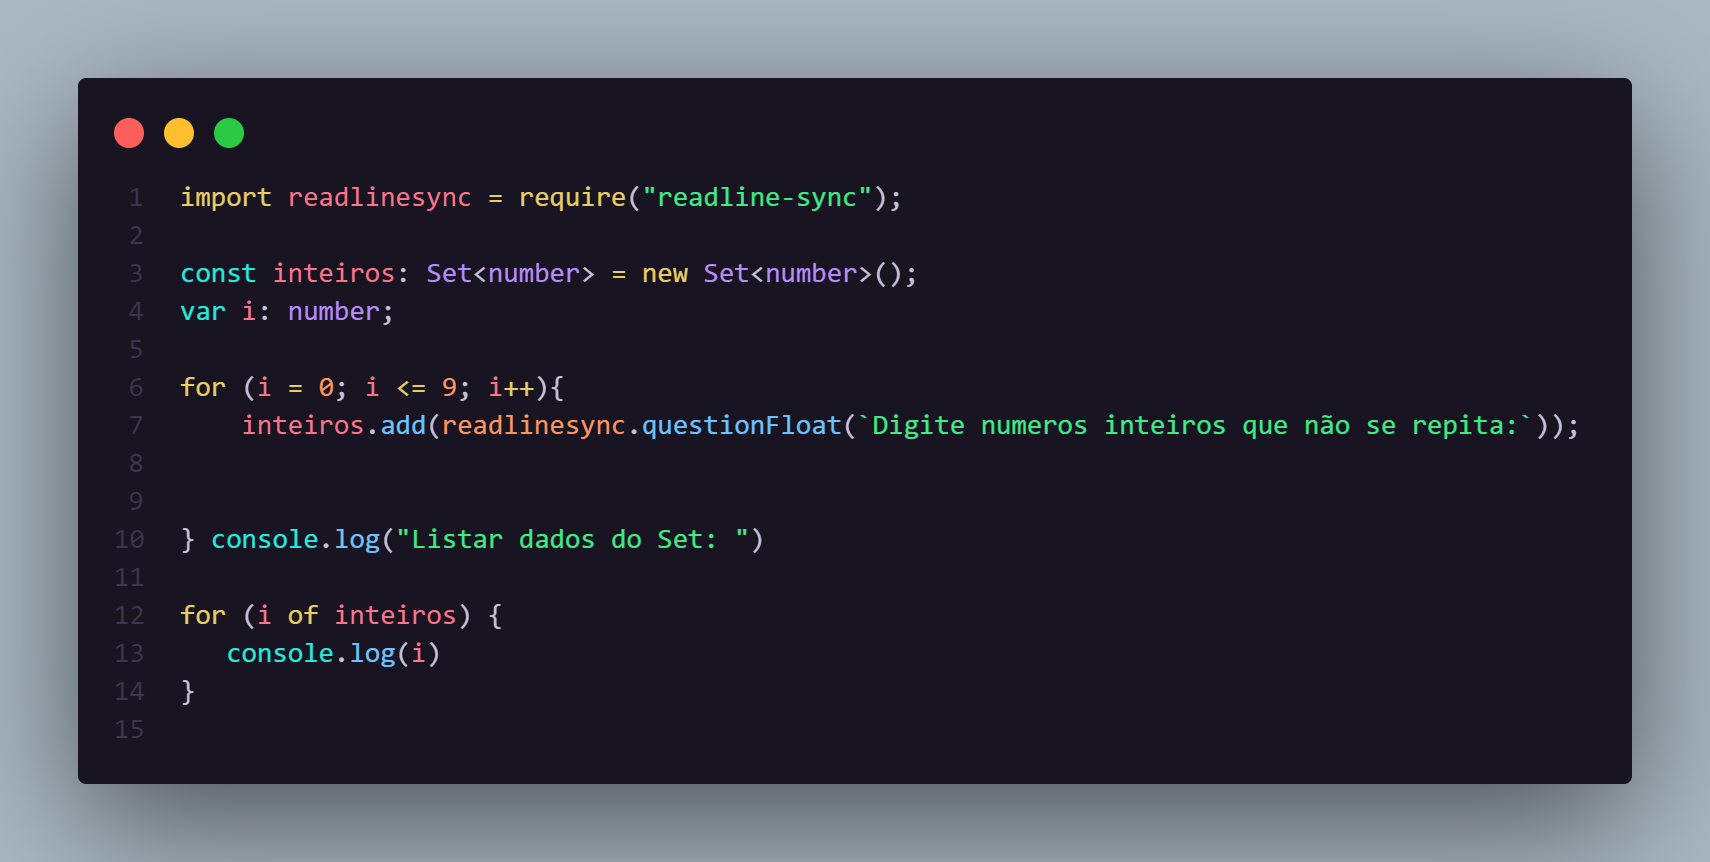 1 import readlinesync = require("readline-sync");
2
3 const inteiros: Set<number> = new Set<number>();
4 var i: number;
5
6 for (i = 0; i <= 9; i++){
7     inteiros.add(readlinesync.questionFloat(`Digite numeros inteiros que não se repita:`));
8
9
10 } console.log("Listar dados do Set: ")
11
12 for (i of inteiros) {
13    console.log(i)
14 }
15